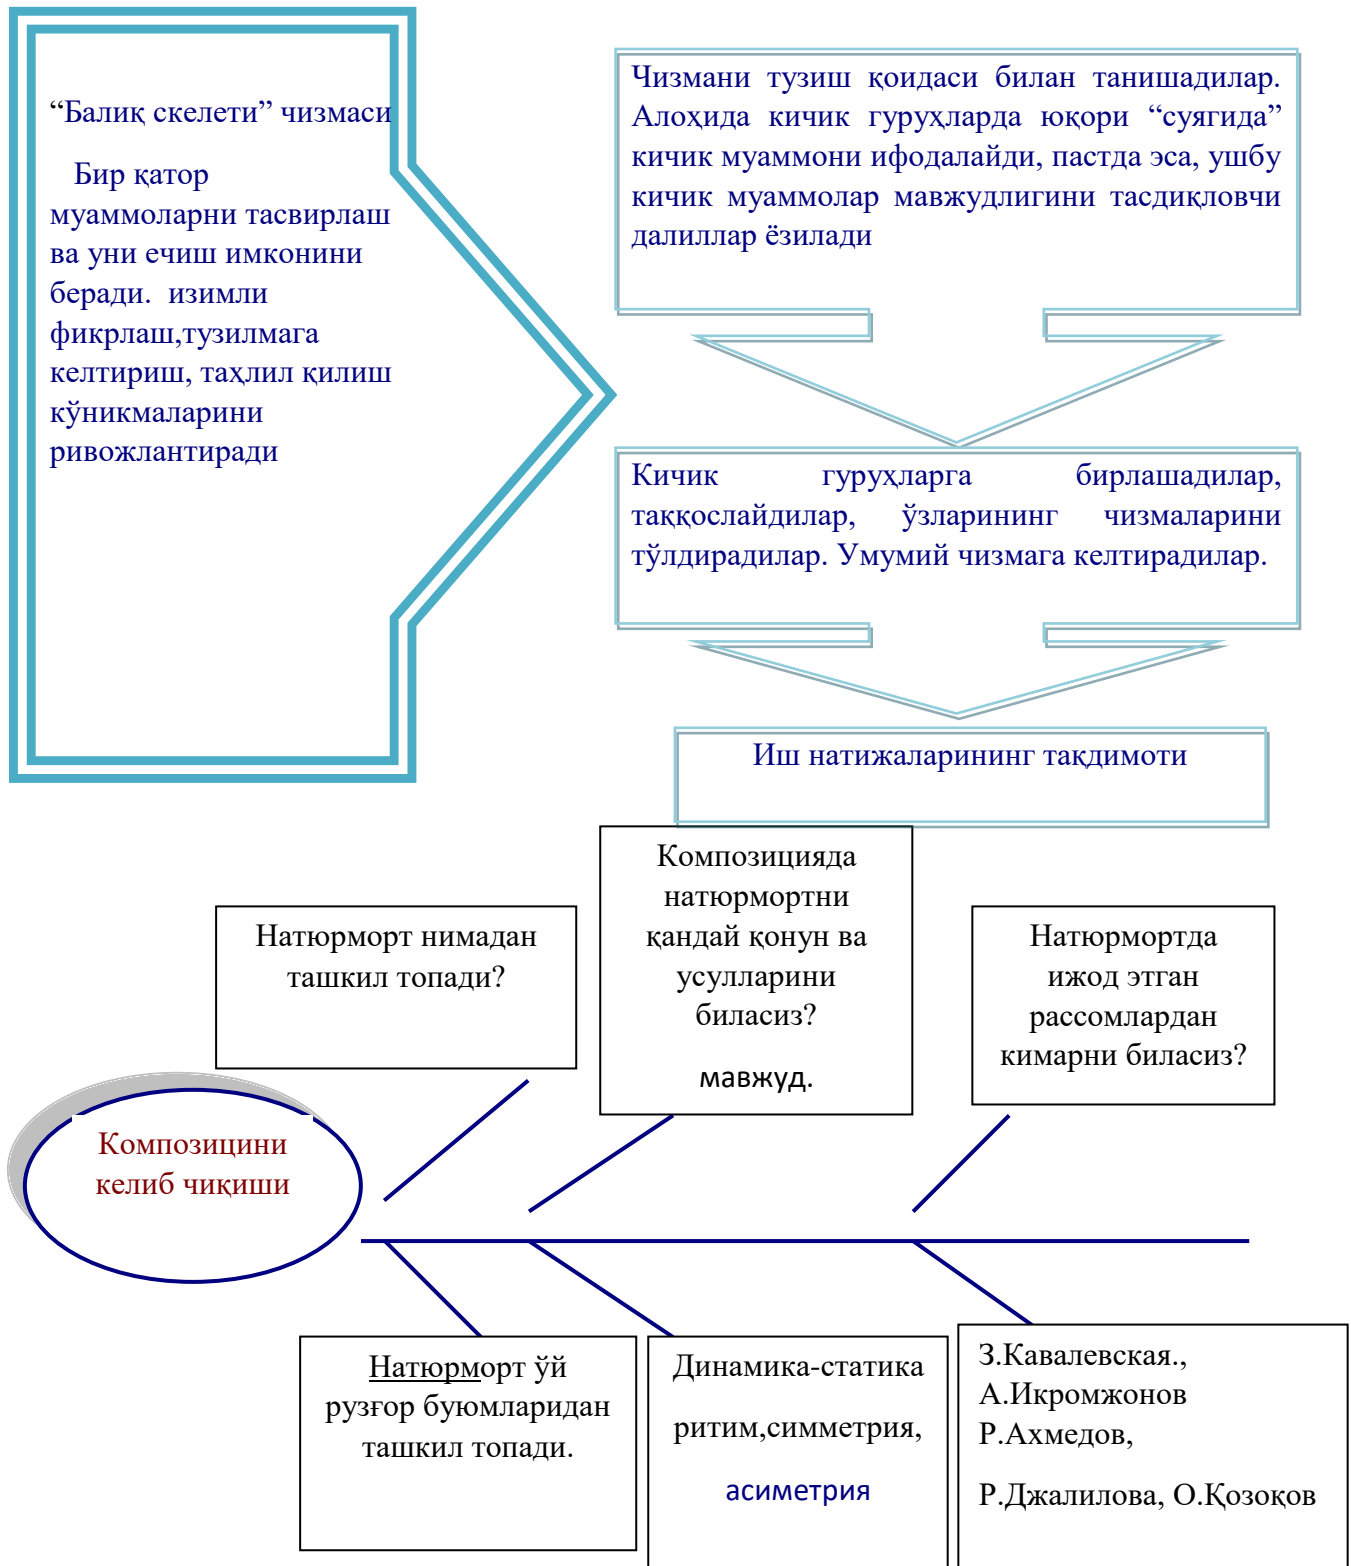 “Балиқ скелети” чизмаси
Бир қатор
муаммоларни тасвирлаш
ва уни ечиш имконини
беради. изимли
фикрлаш,тузилмага
келтириш, таҳлил қилиш
кўникмаларини
ривожлантиради
Чизмани тузиш қоидаси билан танишадилар.
Алоҳида кичик гуруҳларда юқори “суягида”
кичик муаммони ифодалайди, пастда эса, ушбу
кичик муаммолар мавжудлигини тасдиқловчи
далиллар ёзилади
Кичик гуруҳларга бирлашадилар,
таққослайдилар, ўзларининг чизмаларини
тўлдирадилар. Умумий чизмага келтирадилар.
Иш натижаларининг тақдимоти
Натюрморт нимадан
ташкил топади?
Композицияда
натюрмортни
қандай қонун ва
усулларини
биласиз?
мавжуд.
Натюрмортда
ижод этган
рассомлардан
кимарни биласиз?
Композицини
келиб чиқиши
Натюрморт ўй
рузғор буюмларидан
ташкил топади.
Динамика-статика
ритим,симметрия,
асиметрия
З.Кавалевская.,
А.Икромжонов
Р.Ахмедов,
Р.Джалилова, О.Қозоқов